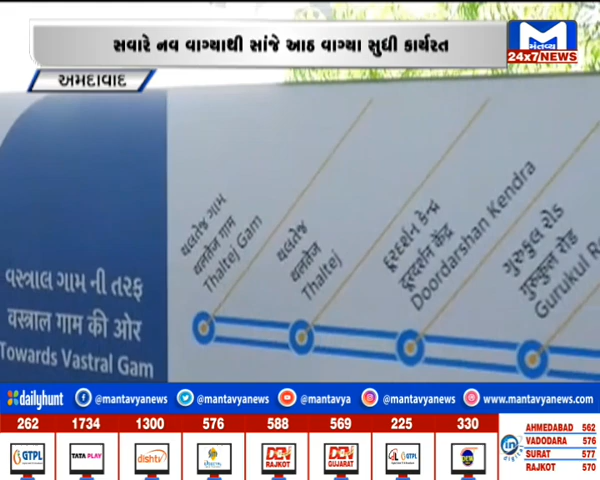 સવારે નવ વાગ્યાથી સાંજે આઠ વાગ્યા સુધી કાર્યરત
મંતવ્ય
24x7NEWS
અમદાવાદ
થલતેજ ગામ
थलतेज गाम
Thaltej Gam
થલતેજ
थलतेज
Thaltej
દૂરદર્શન કેન્દ્ર
दूरदर्शन केंद्र
Doordarshan Kendra
ગુરુકુલ રોડ
गुरुकुल रोड
Gurukul
વસ્ત્રાલ ગામ ની તરફ
वस्त्राल गाम की ओर
Towards Vastral Gam
dailyhunt @mantavyanews @mantavyanews @mantavya @mantavyanews www.mantavyanews.com
262 1734 1300 576 588 569 225 330
GTPL TATA PLAY dishtv DEN RAJKOT DEN GUJARAT GTPL
in digital
AHMEDABAD 562
VADODARA 576
SURAT 577
RAJKOT 570